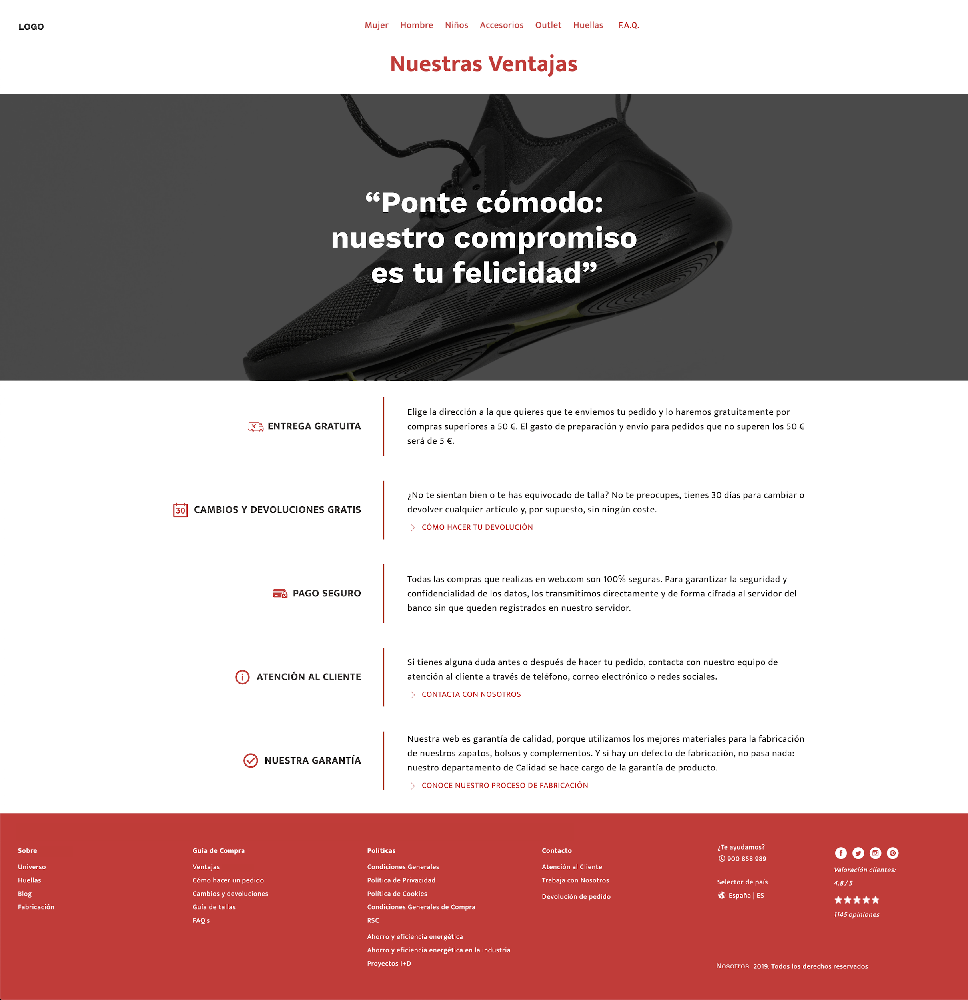 LOGO
Mujer Hombre Niños Accesorios Outlet Huellas F.A.Q.
Nuestras Ventajas
“Ponte cómodo:
nuestro compromiso
es tu felicidad”
ENTREGA GRATUITA
Elige la dirección a la que quieres que te enviemos tu pedido y lo haremos gratuitamente por
compras superiores a 50 €. El gasto de preparación y envío para pedidos que no superen los 50 €
será de 5 €.
30 CAMBIOS Y DEVOLUCIONES GRATIS
¿No te sientan bien o te has equivocado de talla? No te preocupes, tienes 30 días para cambiar o
devolver cualquier artículo y, por supuesto, sin ningún coste.
CÓMO HACER TU DEVOLUCIÓN
PAGO SEGURO
Todas las compras que realizas en web.com son 100% seguras. Para garantizar la seguridad y
confidencialidad de los datos, los transmitimos directamente y de forma cifrada al servidor del
banco sin que queden registrados en nuestro servidor.
ATENCIÓN AL CLIENTE
Si tienes alguna duda antes o después de hacer tu pedido, contacta con nuestro equipo de
atención al cliente a través de teléfono, correo electrónico o redes sociales.
CONTACTA CON NOSOTROS
NUESTRA GARANTÍA
Nuestra web es garantía de calidad, porque utilizamos los mejores materiales para la fabricación
de nuestros zapatos, bolsos y complementos. Y si hay un defecto de fabricación, no pasa nada:
nuestro departamento de Calidad se hace cargo de la garantía de producto.
CONOCE NUESTRO PROCESO DE FABRICACIÓN
Sobre
Universo
Huellas
Blog
Fabricación
Guía de Compra
Ventajas
Cómo hacer un pedido
Cambios y devoluciones
Guía de tallas
FAQ's
Políticas
Condiciones Generales
Política de Privacidad
Política de Cookies
Condiciones Generales de Compra
RSC
Ahorro y eficiencia energética
Ahorro y eficiencia energética en la industria
Proyectos I+D
Contacto
Atención al Cliente
Trabaja con Nosotros
Devolución de pedido
¿Te ayudamos?
900 858 989
Selector de país
España | ES
Valoración clientes:
4.8 / 5
1145 opiniones
Nosotros 2019. Todos los derechos reservados